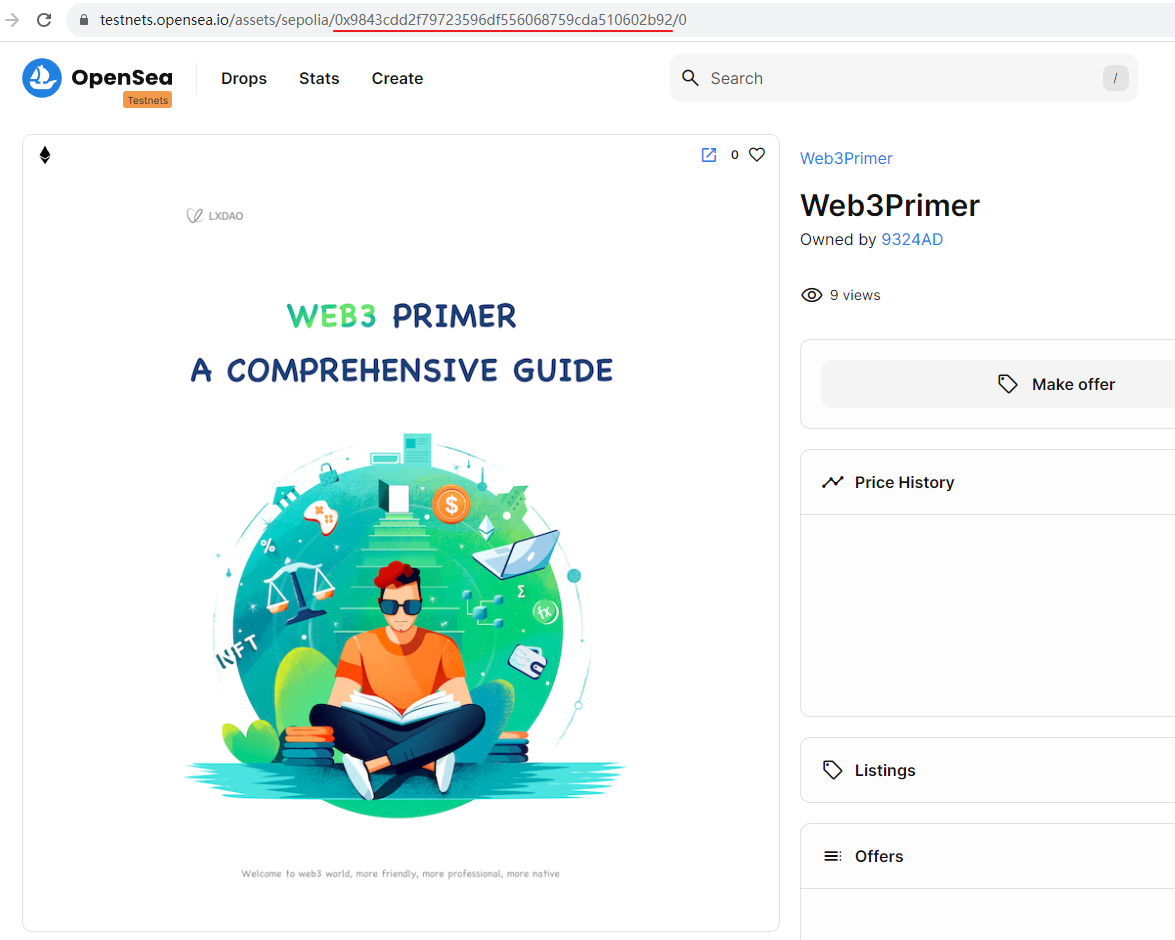 testnets.opensea.io/assets/sepolia/0x9843cdd2f79723596df556068759cda510602b92/0
OpenSea
Testnets
Drops
Stats
Create
Search
/
0
LXDAO
WEB3 PRIMER
A COMPREHENSIVE GUIDE
%
$
Σ
fx
NFT
Welcome to web3 world, more friendly, more professional, more native
Web3Primer
Web3Primer
Owned by 9324AD
9 views
Make offer
Price History
Listings
Offers